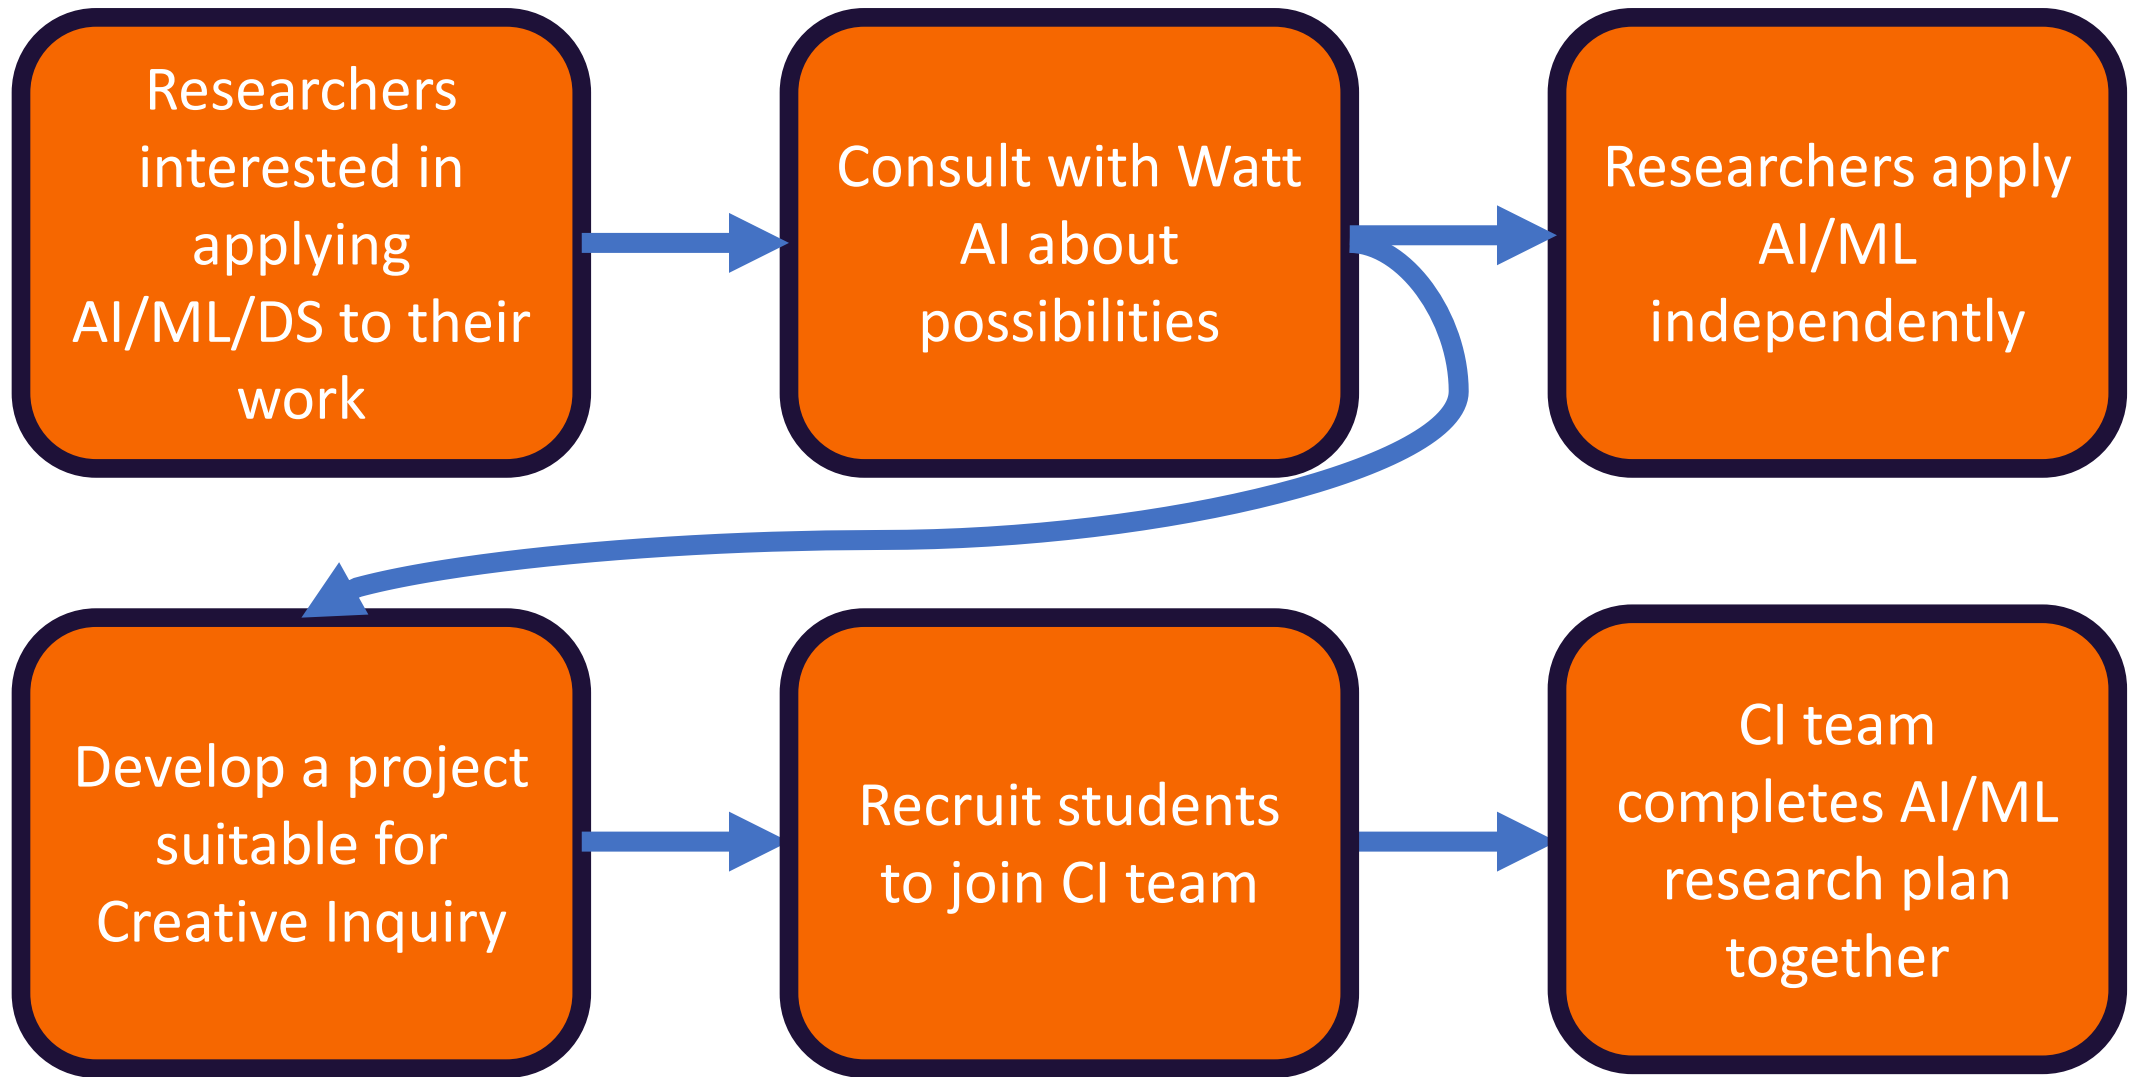 Researchers
interested in
applying
AI/ML/DS to their
work
Consult with Watt
AI about
possibilities
Researchers apply
AI/ML
independently
Develop a project
suitable for
Creative Inquiry
Recruit students
to join CI team
CI team
completes AI/ML
research plan
together